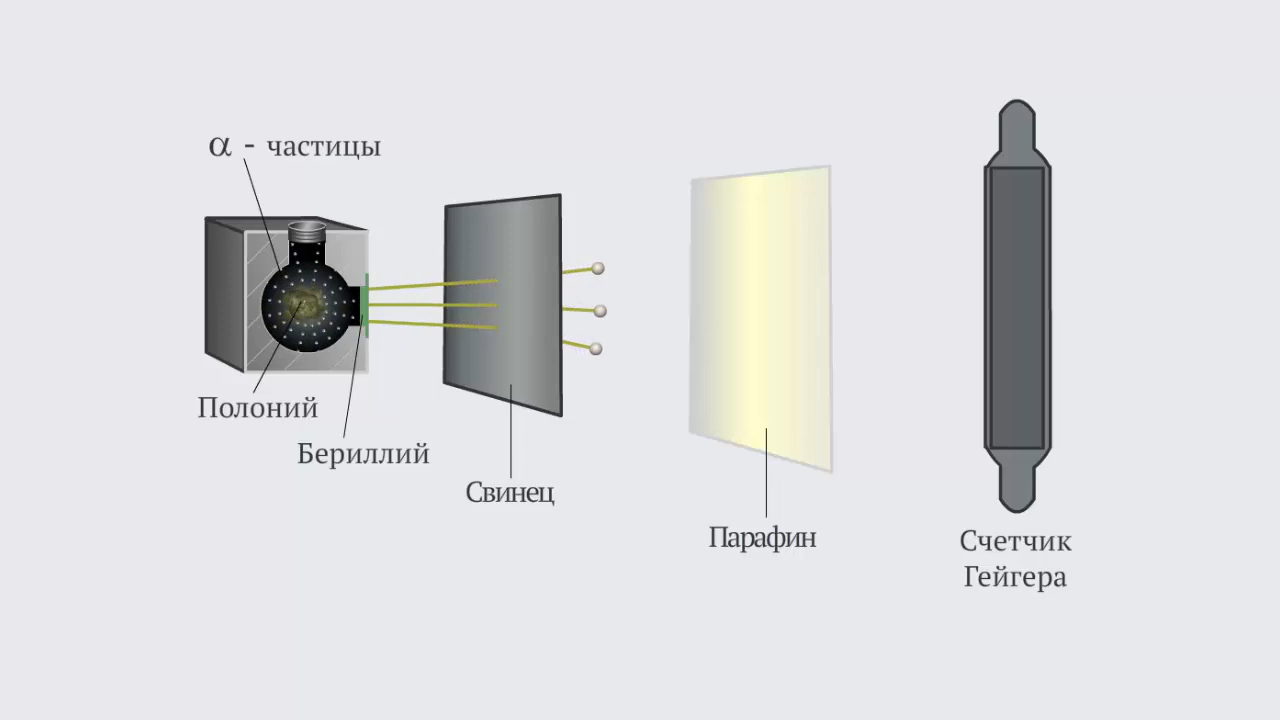 α - частицы
Полоний
Бериллий
Свинец
Парафин
Счетчик
Гейгера